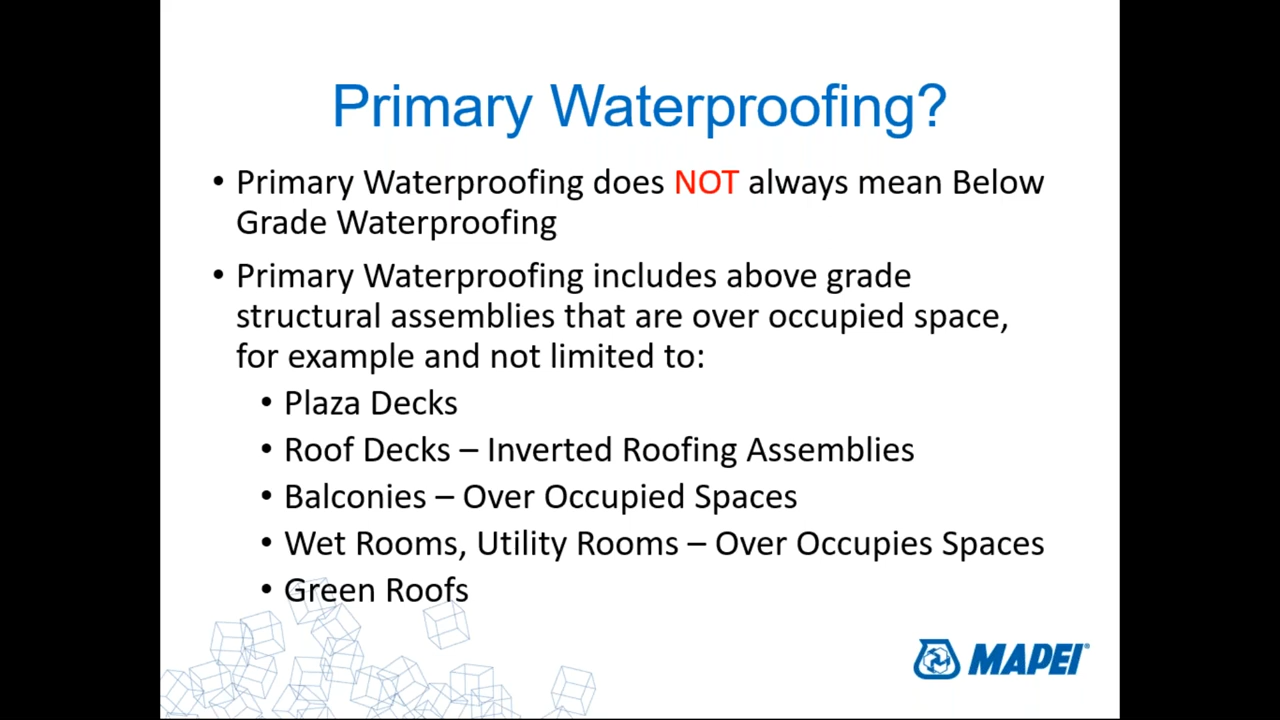 Primary Waterproofing?
• Primary Waterproofing does NOT always mean Below
Grade Waterproofing
• Primary Waterproofing includes above grade
structural assemblies that are over occupied space,
for example and not limited to:
• Plaza Decks
• Roof Decks – Inverted Roofing Assemblies
• Balconies – Over Occupied Spaces
• Wet Rooms, Utility Rooms – Over Occupies Spaces
• Green Roofs
MAPEI®